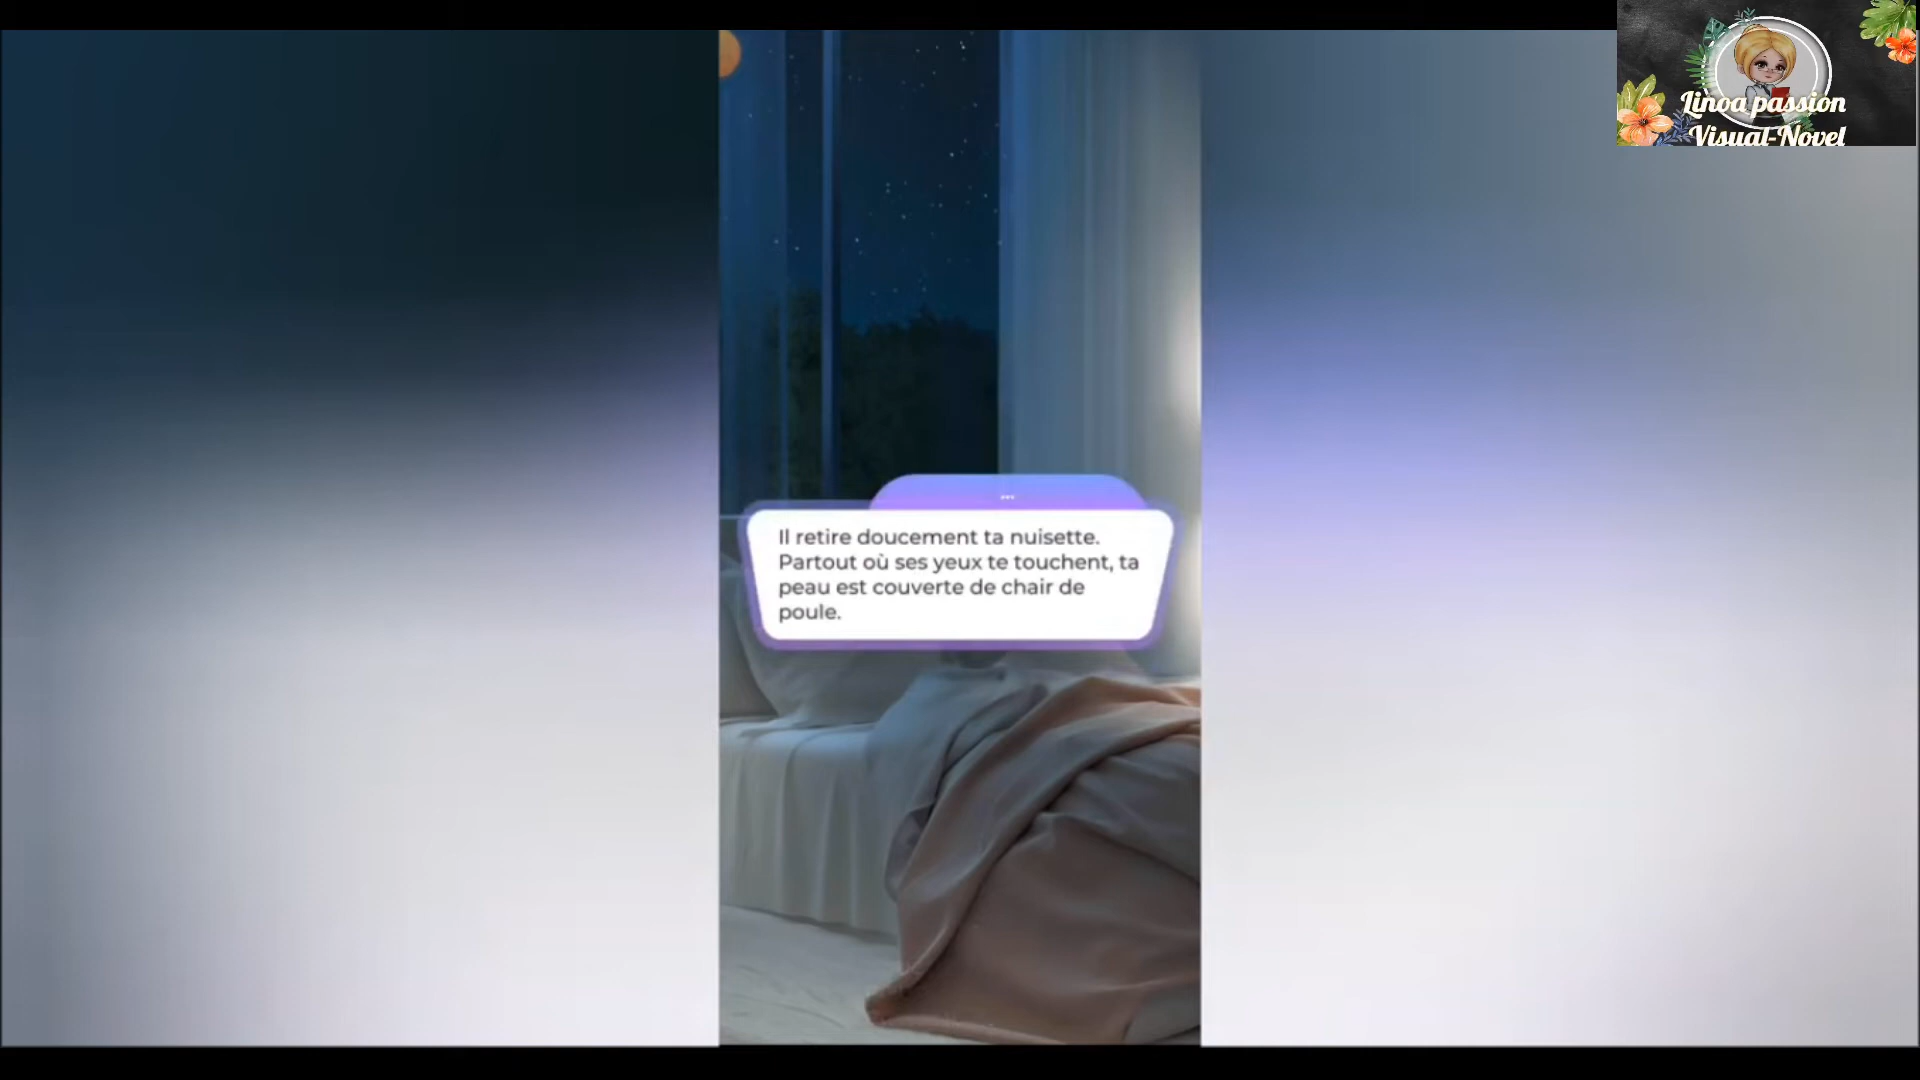 Linoa passion
Visual-Novel
...
Il retire doucement ta nuisette.
Partout où ses yeux te touchent, ta
peau est couverte de chair de
poule.